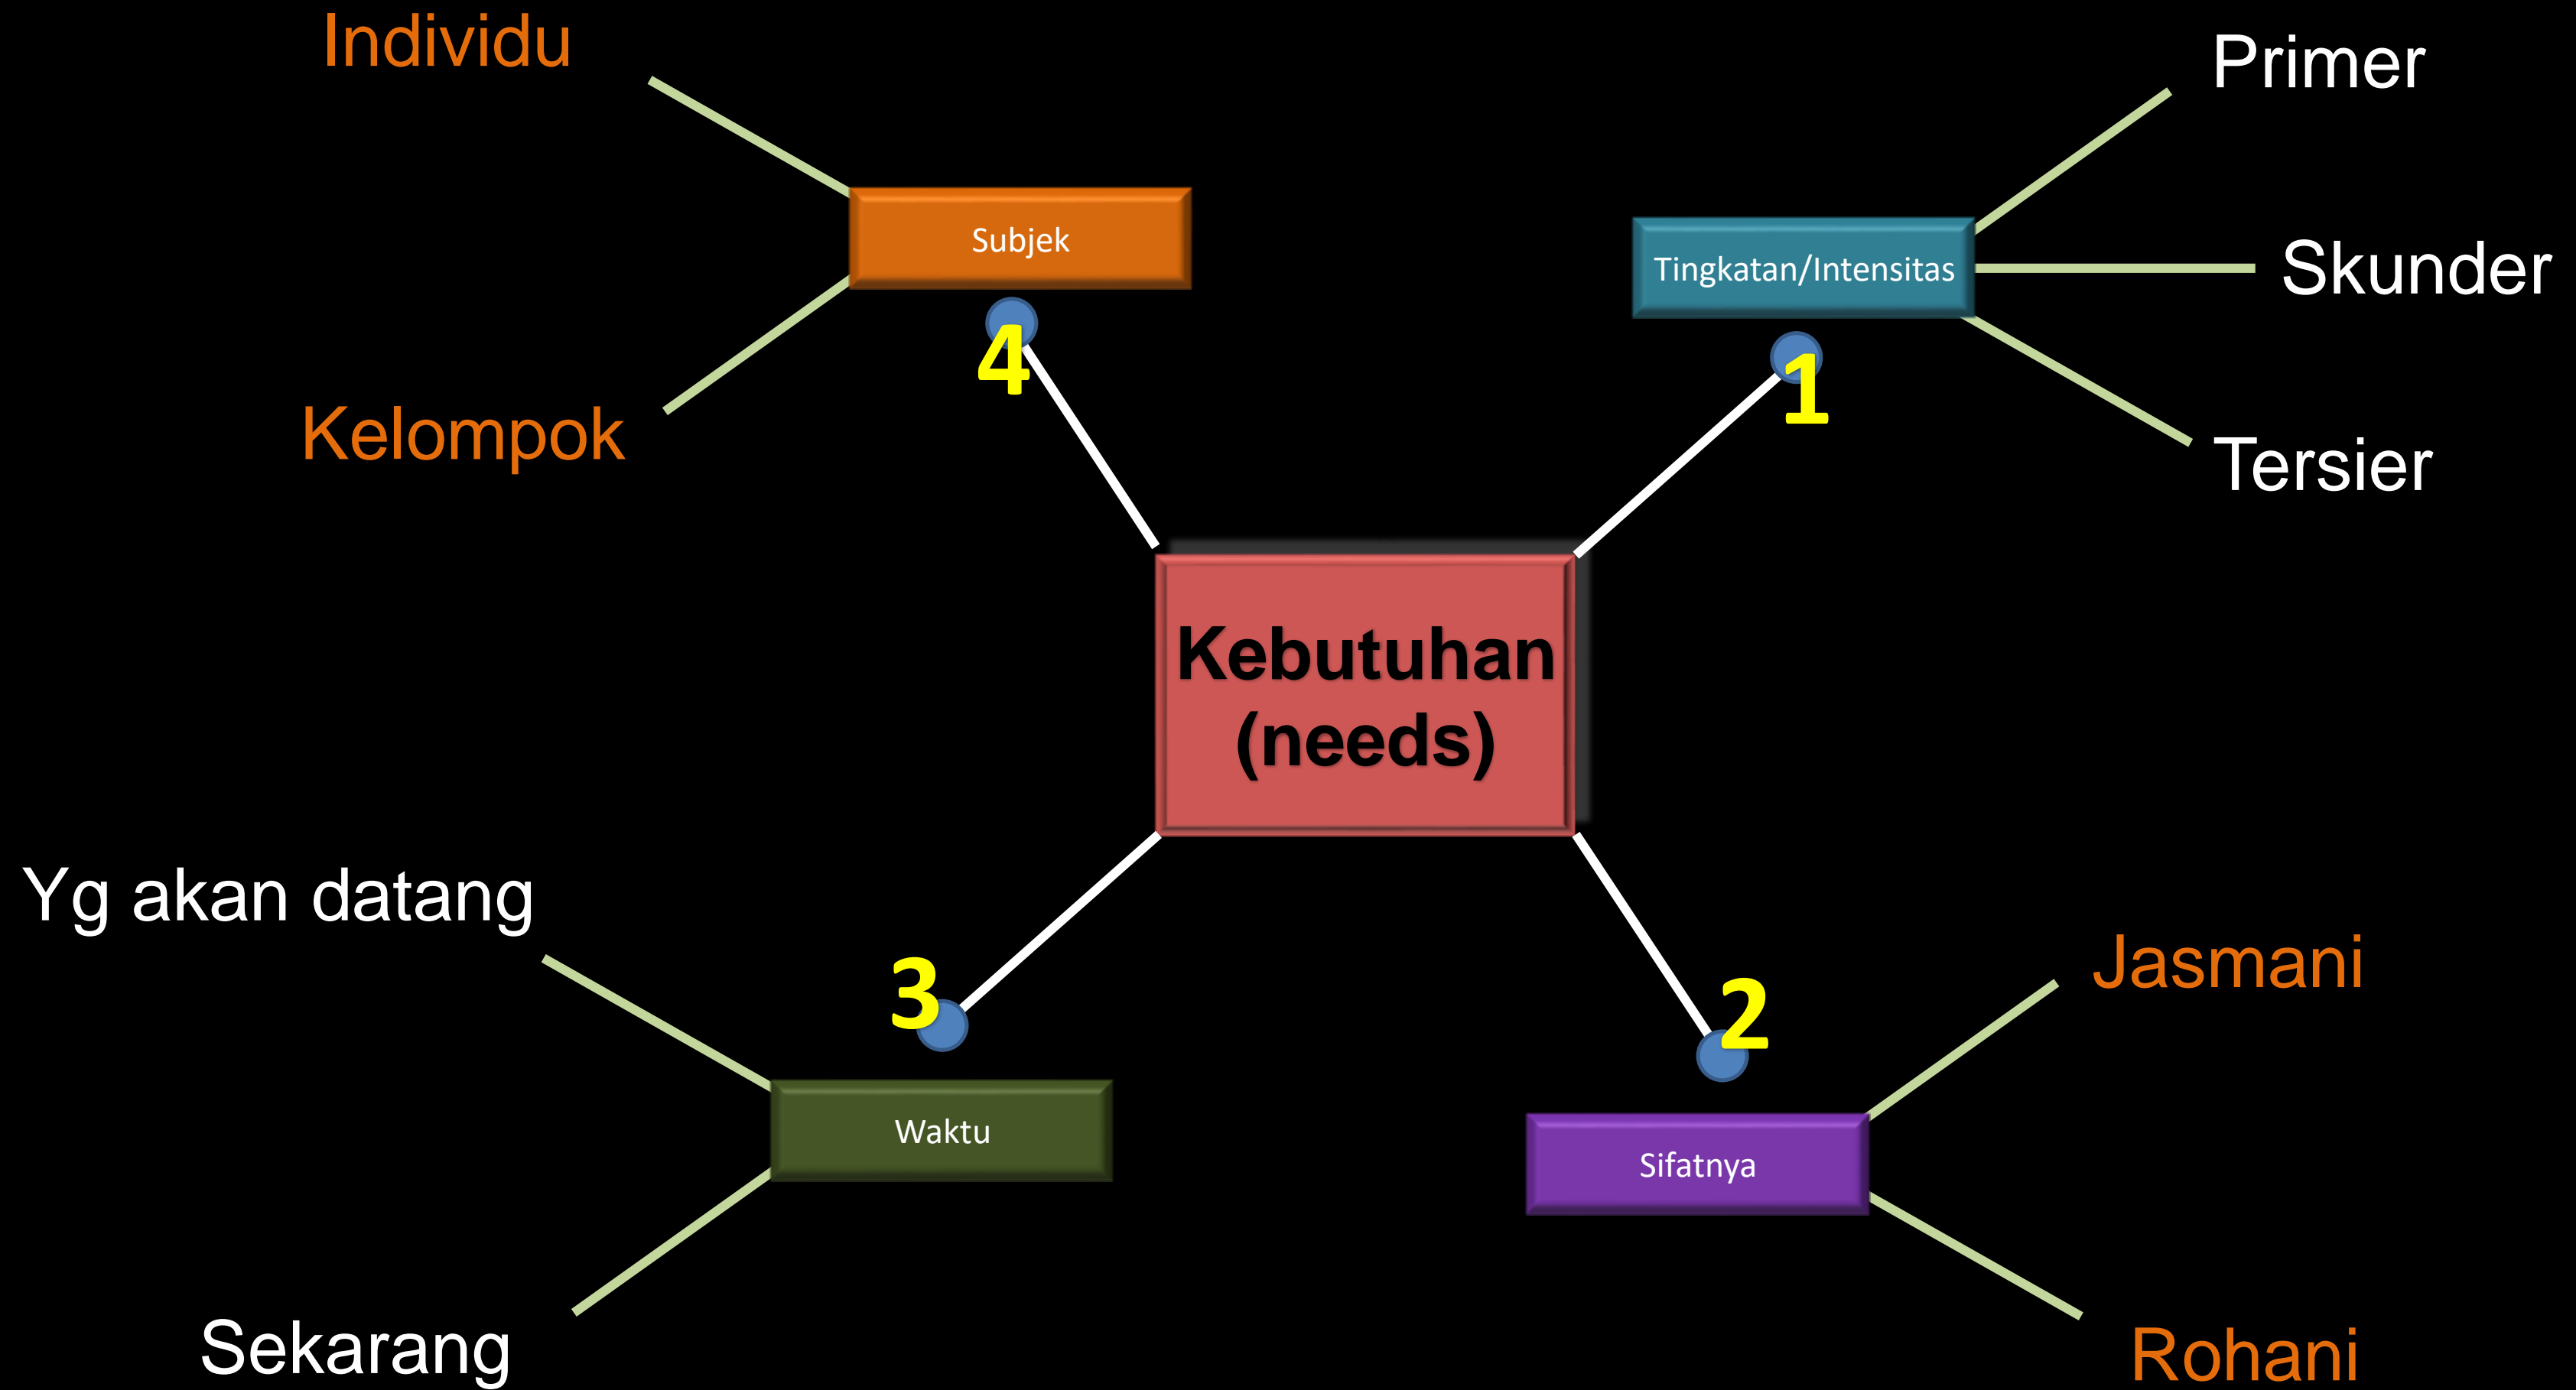 Individu
Primer
Subjek
Tingkatan/Intensitas
Skunder
4
1
Kelompok
Tersier
Kebutuhan
(needs)
Yg akan datang
3
2
Jasmani
Waktu
Sifatnya
Sekarang
Rohani